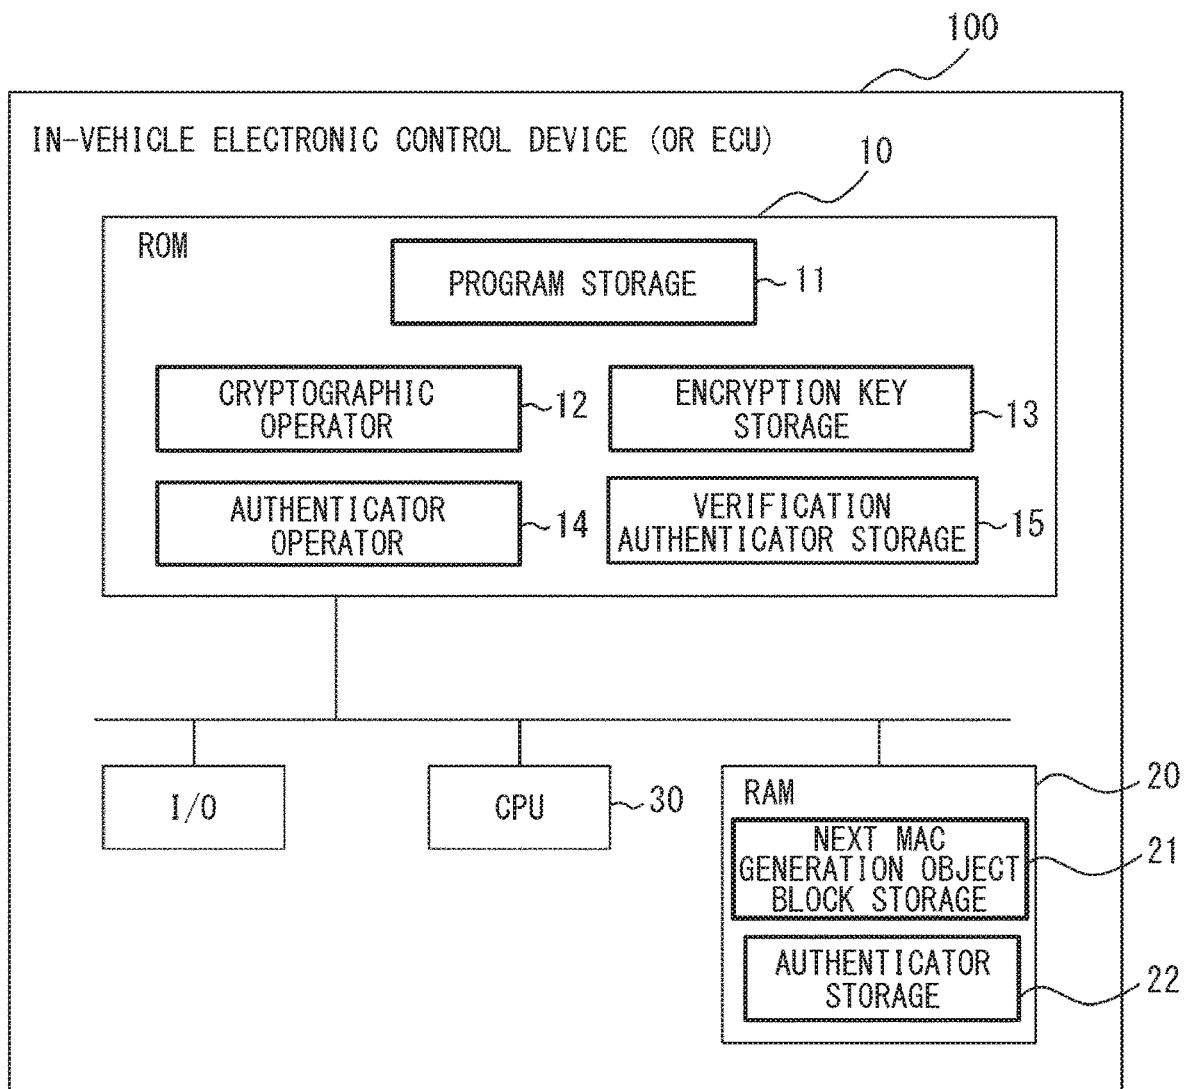 100
IN-VEHICLE ELECTRONIC CONTROL DEVICE (OR ECU)
10
ROM
PROGRAM STORAGE
11
CRYPTOGRAPHIC
OPERATOR
12
ENCRYPTION KEY
STORAGE
13
AUTHENTICATOR
OPERATOR
14
VERIFICATION
AUTHENTICATOR STORAGE
15
I/O
CPU
30
RAM
20
NEXT MAC
GENERATION OBJECT
BLOCK STORAGE
21
AUTHENTICATOR
STORAGE
22